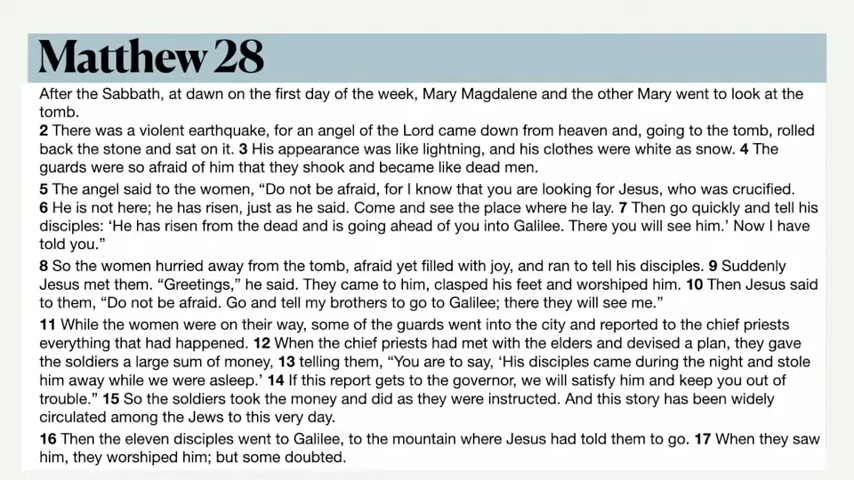 Matthew 28
After the Sabbath, at dawn on the first day of the week, Mary Magdalene and the other Mary went to look at the
tomb.
2 There was a violent earthquake, for an angel of the Lord came down from heaven and, going to the tomb, rolled
back the stone and sat on it. 3 His appearance was like lightning, and his clothes were white as snow. 4 The
guards were so afraid of him that they shook and became like dead men.
5 The angel said to the women, “Do not be afraid, for I know that you are looking for Jesus, who was crucified.
6 He is not here; he has risen, just as he said. Come and see the place where he lay. 7 Then go quickly and tell his
disciples: ‘He has risen from the dead and is going ahead of you into Galilee. There you will see him.’ Now I have
told you.”
8 So the women hurried away from the tomb, afraid yet filled with joy, and ran to tell his disciples. 9 Suddenly
Jesus met them. “Greetings,” he said. They came to him, clasped his feet and worshiped him. 10 Then Jesus said
to them, “Do not be afraid. Go and tell my brothers to go to Galilee; there they will see me.”
11 While the women were on their way, some of the guards went into the city and reported to the chief priests
everything that had happened. 12 When the chief priests had met with the elders and devised a plan, they gave
the soldiers a large sum of money, 13 telling them, “You are to say, ‘His disciples came during the night and stole
him away while we were asleep.’ 14 If this report gets to the governor, we will satisfy him and keep you out of
trouble.” 15 So the soldiers took the money and did as they were instructed. And this story has been widely
circulated among the Jews to this very day.
16 Then the eleven disciples went to Galilee, to the mountain where Jesus had told them to go. 17 When they saw
him, they worshiped him; but some doubted.